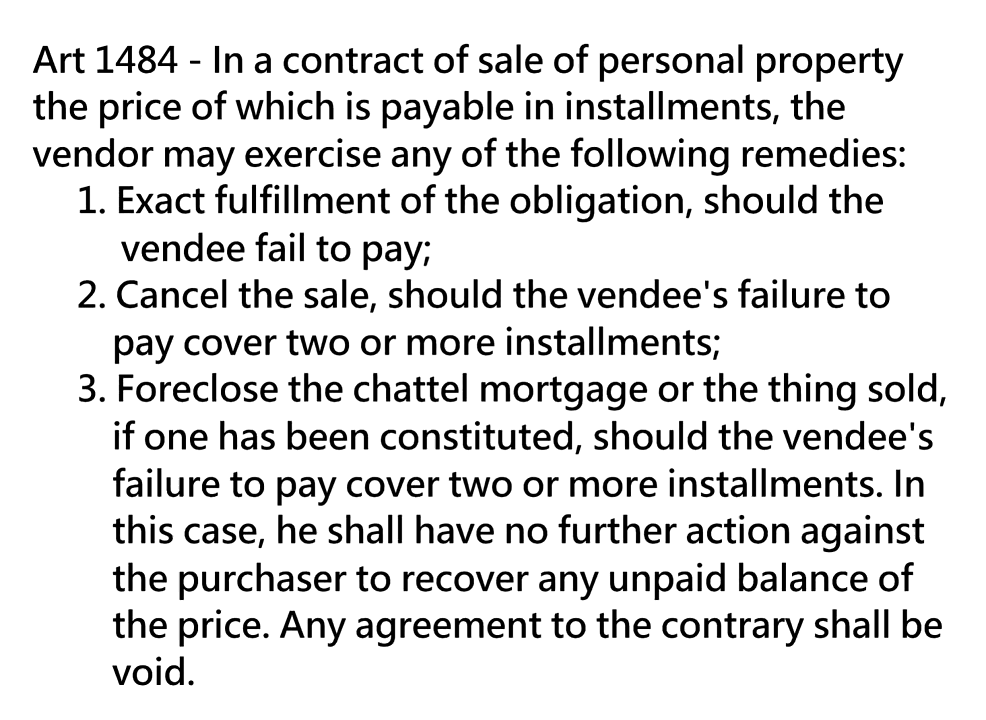 Art 1484 - In a contract of sale of personal property
the price of which is payable in installments, the
vendor may exercise any of the following remedies:
1. Exact fulfillment of the obligation, should the
vendee fail to pay;
2. Cancel the sale, should the vendee's failure to
pay cover two or more installments;
3. Foreclose the chattel mortgage or the thing sold,
if one has been constituted, should the vendee's
failure to pay cover two or more installments. In
this case, he shall have no further action against
the purchaser to recover any unpaid balance of
the price. Any agreement to the contrary shall be
void.